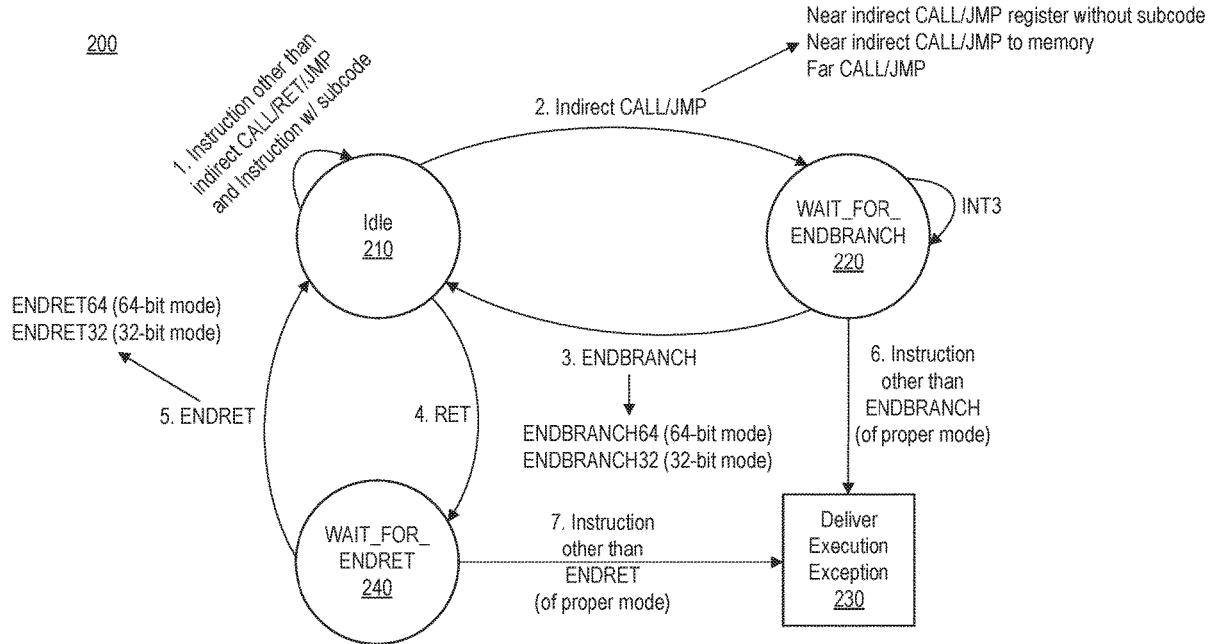 200
1. Instruction other than
indirect CALL/RET/JMP
and Instruction w/ subcode
2. Indirect CALL/JMP
Near indirect CALL/JMP register without subcode
Near indirect CALL/JMP to memory
Far CALL/JMP
Idle
210
WAIT_FOR_
ENDBRANCH
220
INT3
ENDRET64 (64-bit mode)
ENDRET32 (32-bit mode)
5. ENDRET
4. RET
3. ENDBRANCH
ENDBRANCH64 (64-bit mode)
ENDBRANCH32 (32-bit mode)
6. Instruction
other than
ENDBRANCH
(of proper mode)
WAIT_FOR_
ENDRET
240
7. Instruction
other than
ENDRET
(of proper mode)
Deliver
Execution
Exception
230